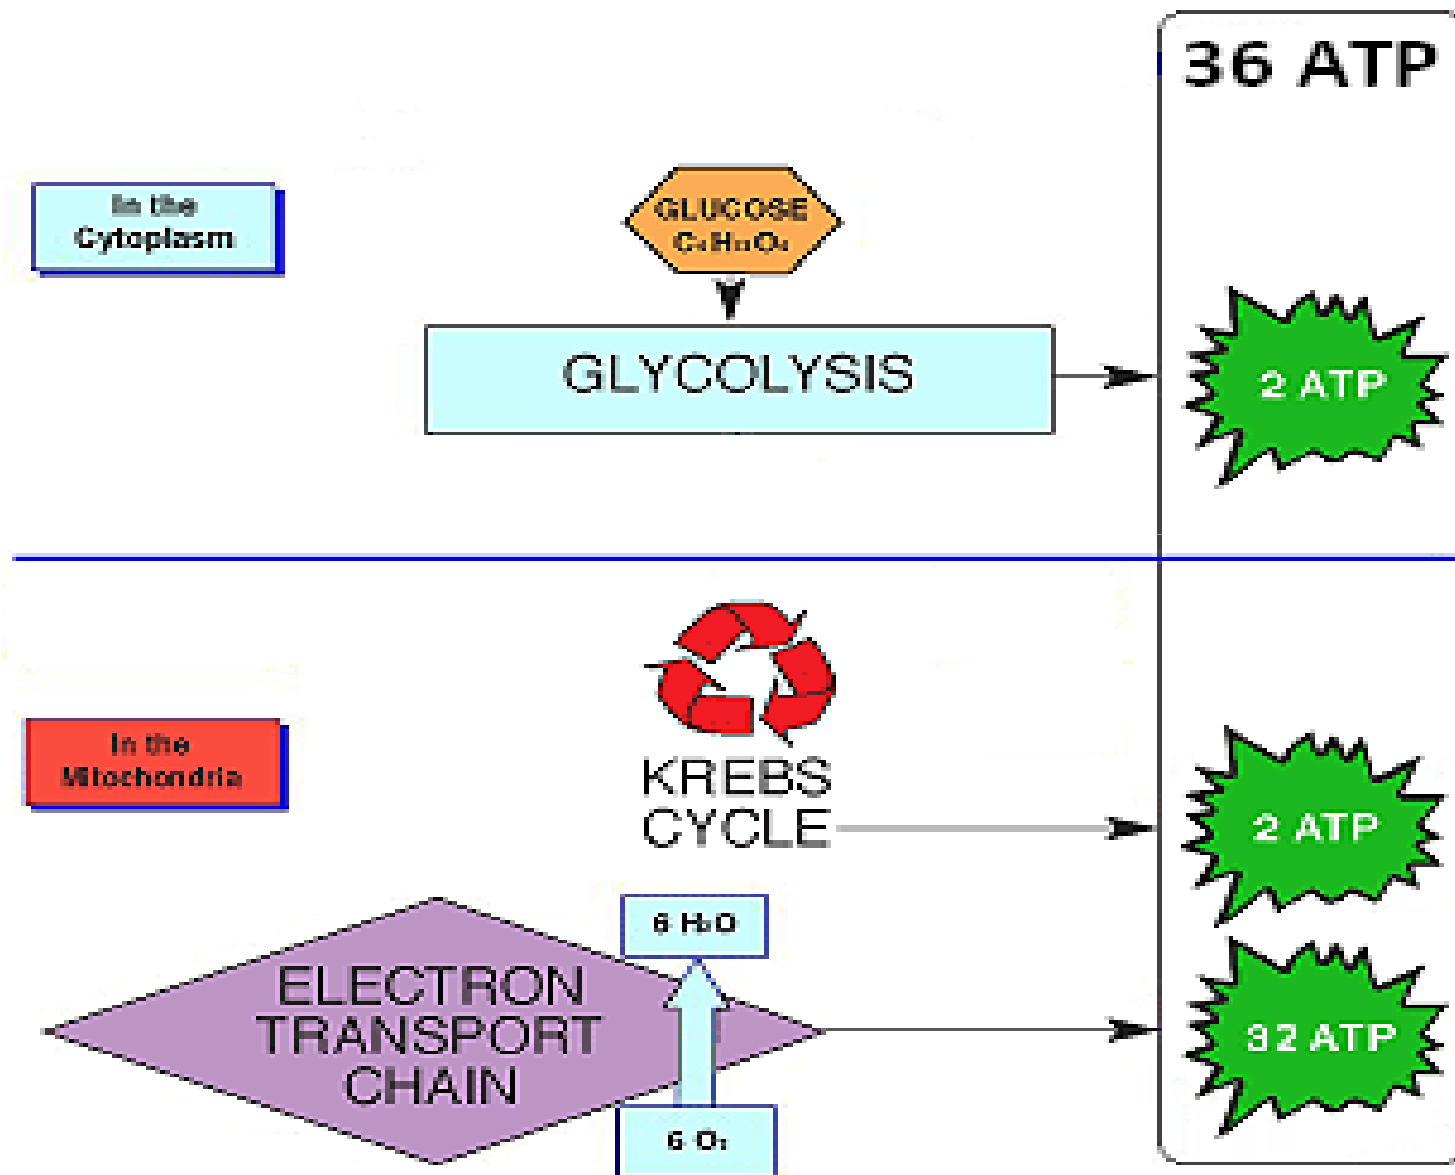 36 ATP
In the
Cytoplasm
GLUCOSE
C₆H₁₂O₆
GLYCOLYSIS
2 ATP
In the
Mitochondria
KREBS
CYCLE
2 ATP
6 H₂O
ELECTRON
TRANSPORT
CHAIN
32 ATP
6 O₂